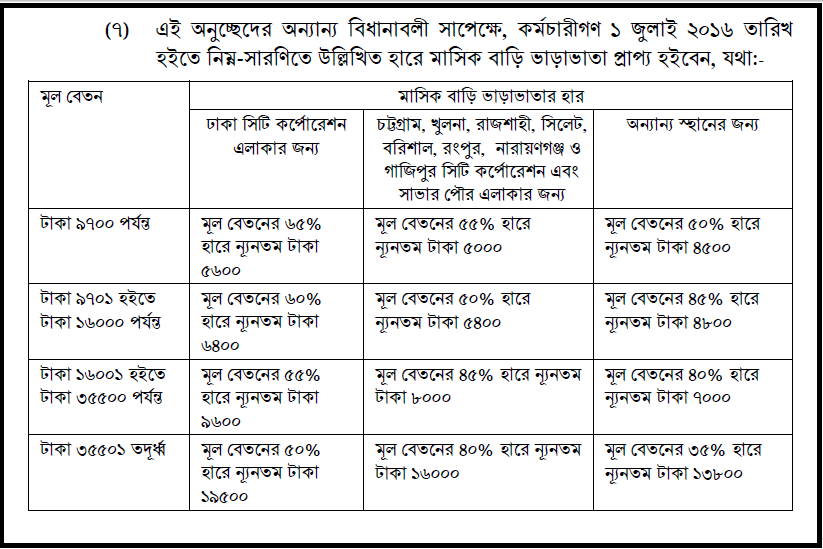 (৭) এই অনুচ্ছেদের অন্যান্য বিধানাবলী সাপেক্ষে, কর্মচারীগণ ১ জুলাই ২০১৬ তারিখ
হইতে নিম্ন-সারণিতে উল্লিখিত হারে মাসিক বাড়ি ভাড়াভাতা প্রাপ্য হইবেন, যথা:-
মূল বেতন
মাসিক বাড়ি ভাড়াভাতার হার
ঢাকা সিটি কর্পোরেশন
এলাকার জন্য
চট্টগ্রাম, খুলনা, রাজশাহী, সিলেট,
বরিশাল, রংপুর, নারায়ণগঞ্জ ও
গাজিপুর সিটি কর্পোরেশন এবং
সাভার পৌর এলাকার জন্য
অন্যান্য স্হানের জন্য
টাকা ৯৭০০ পর্যন্ত
মূল বেতনের ৬৫%
হারে ন্যূনতম টাকা
৫৬০০
মূল বেতনের ৫৫% হারে
ন্যূনতম টাকা ৫০০০
মূল বেতনের ৫০% হারে
ন্যূনতম টাকা ৪৫০০
টাকা ৯৭০১ হইতে
টাকা ১৬০০০ পর্যন্ত
মূল বেতনের ৬০%
হারে ন্যূনতম টাকা
৬৪০০
মূল বেতনের ৫০% হারে
ন্যূনতম টাকা ৫৪০০
মূল বেতনের ৪৫% হারে
ন্যূনতম টাকা ৪৮০০
টাকা ১৬০০১ হইতে
টাকা ৩৫৫০০ পর্যন্ত
মূল বেতনের ৫৫%
হারে ন্যূনতম টাকা
৯৬০০
মূল বেতনের ৪৫% হারে ন্যূনতম
টাকা ৮০০০
মূল বেতনের ৪০% হারে
ন্যূনতম টাকা ৭০০০
টাকা ৩৫৫০১ তদূর্ধ্ব
মূল বেতনের ৫০%
হারে ন্যূনতম টাকা
১৯৫০০
মূল বেতনের ৪০% হারে ন্যূনতম
টাকা ১৬০০০
মূল বেতনের ৩৫% হারে
ন্যূনতম টাকা ১৩৮০০